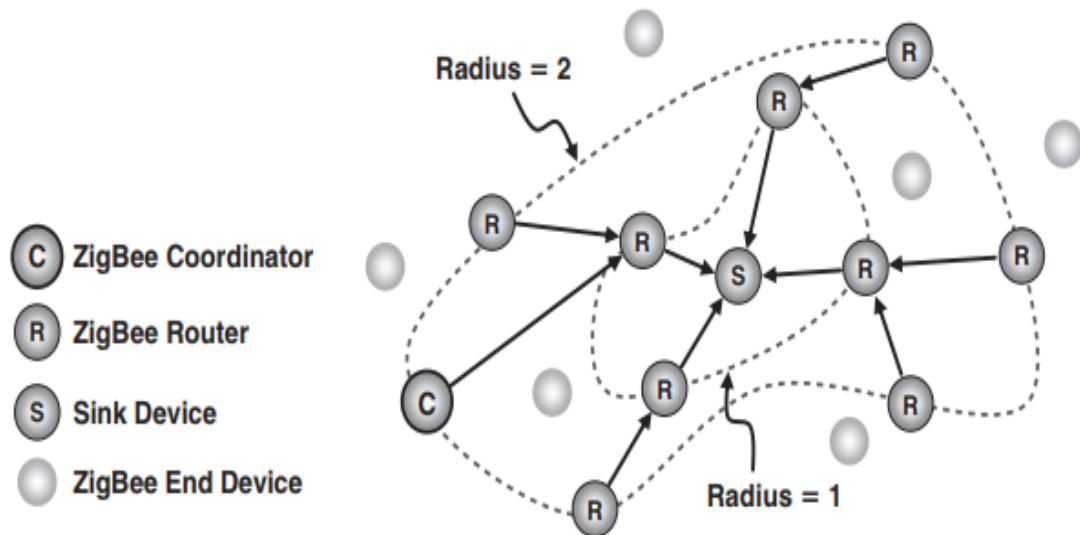 Radius = 2
R
R
R
R
S
R
R
C
R
R
R
Radius = 1
C ZigBee Coordinator
R ZigBee Router
S Sink Device
ZigBee End Device